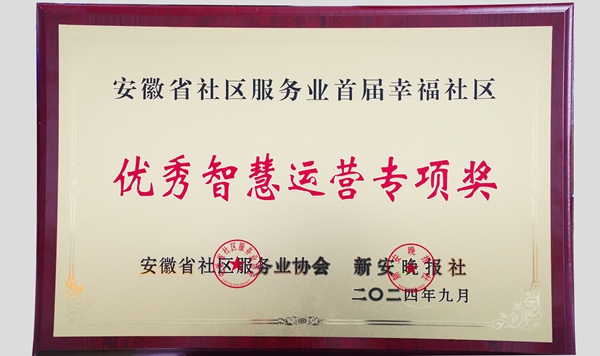 安徽省社区服务业首届幸福社区
优秀智慧运营专项奖
安徽省社区服务业协会 新安晚报社
二〇二四年九月